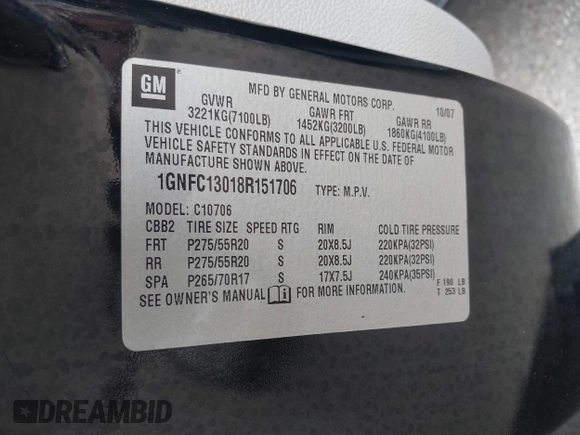 GM
MFD BY GENERAL MOTORS CORP. 10/07
GVWR GAWR FRT GAWR RR
3221KG(7100LB) 1452KG(3200LB) 1860KG(4100LB)
THIS VEHICLE CONFORMS TO ALL APPLICABLE U.S. FEDERAL MOTOR
VEHICLE SAFETY STANDARDS IN EFFECT ON THE DATE OF
MANUFACTURE SHOWN ABOVE.
1GNFC13018R151706 TYPE: M.P.V.
MODEL: C10706
CBB2 TIRE SIZE SPEED RTG RIM COLD TIRE PRESSURE
FRT P275/55R20 S 20X8.5J 220KPA(32PSI)
RR P275/55R20 S 20X8.5J 220KPA(32PSI)
SPA P265/70R17 S 17X7.5J 240KPA(35PSI)
SEE OWNER'S MANUAL FOR MORE INFORMATION.
F 190 LB
T 253 LB
DREAMBID